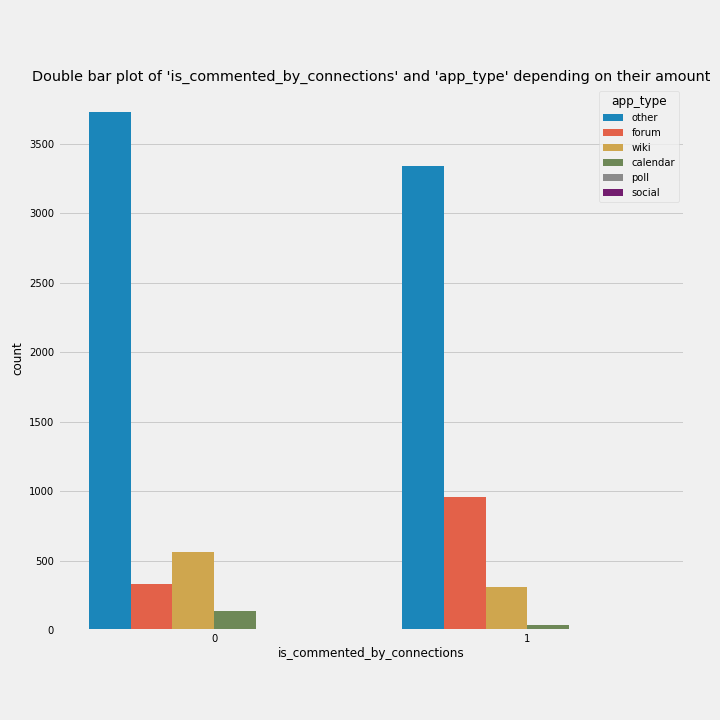 Double bar plot of 'is_commented_by_connections' and 'app_type' depending on their amount
app_type
other
forum
wiki
calendar
poll
social
3500
3000
2500
2000
1500
1000
500
0
count
0 1
is_commented_by_connections